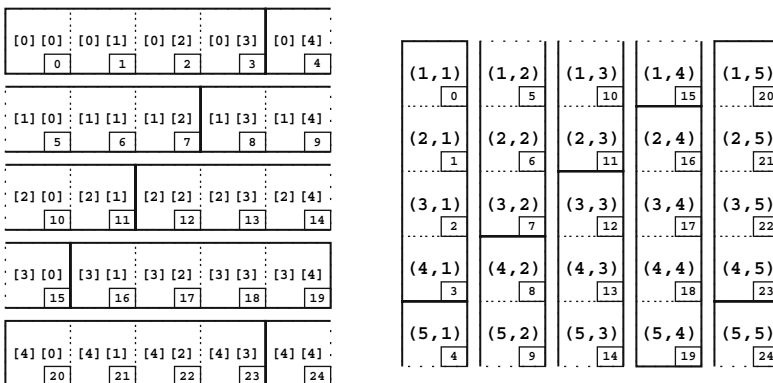 [0][0] [0][1] [0][2] [0][3] [0][4]
0 1 2 3 4
[1][0] [1][1] [1][2] [1][3] [1][4]
5 6 7 8 9
[2][0] [2][1] [2][2] [2][3] [2][4]
10 11 12 13 14
[3][0] [3][1] [3][2] [3][3] [3][4]
15 16 17 18 19
[4][0] [4][1] [4][2] [4][3] [4][4]
20 21 22 23 24
(1,1) (1,2) (1,3) (1,4) (1,5)
0 5 10 15 20
(2,1) (2,2) (2,3) (2,4) (2,5)
1 6 11 16 21
(3,1) (3,2) (3,3) (3,4) (3,5)
2 7 12 17 22
(4,1) (4,2) (4,3) (4,4) (4,5)
3 8 13 18 23
(5,1) (5,2) (5,3) (5,4) (5,5)
4 9 14 19 24